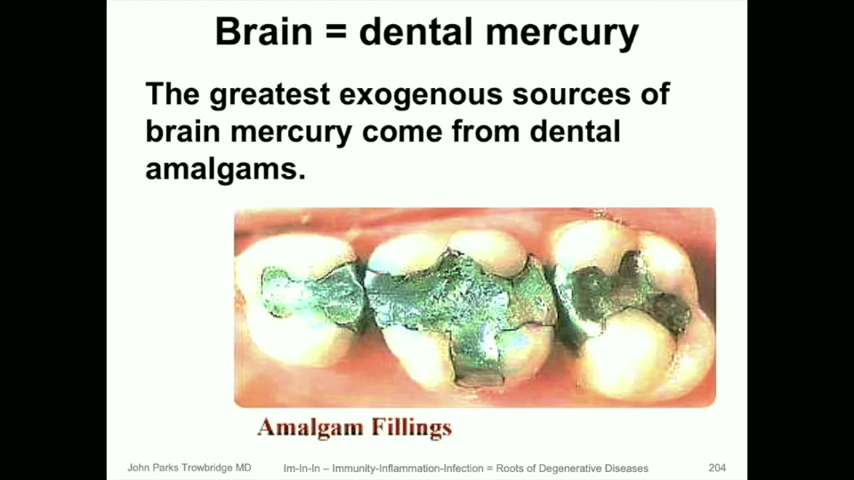 Brain = dental mercury
The greatest exogenous sources of
brain mercury come from dental
amalgams.
Amalgam Fillings
John Parks Trowbridge MD
Im-In-In – Immunity-Inflammation-Infection = Roots of Degenerative Diseases
204